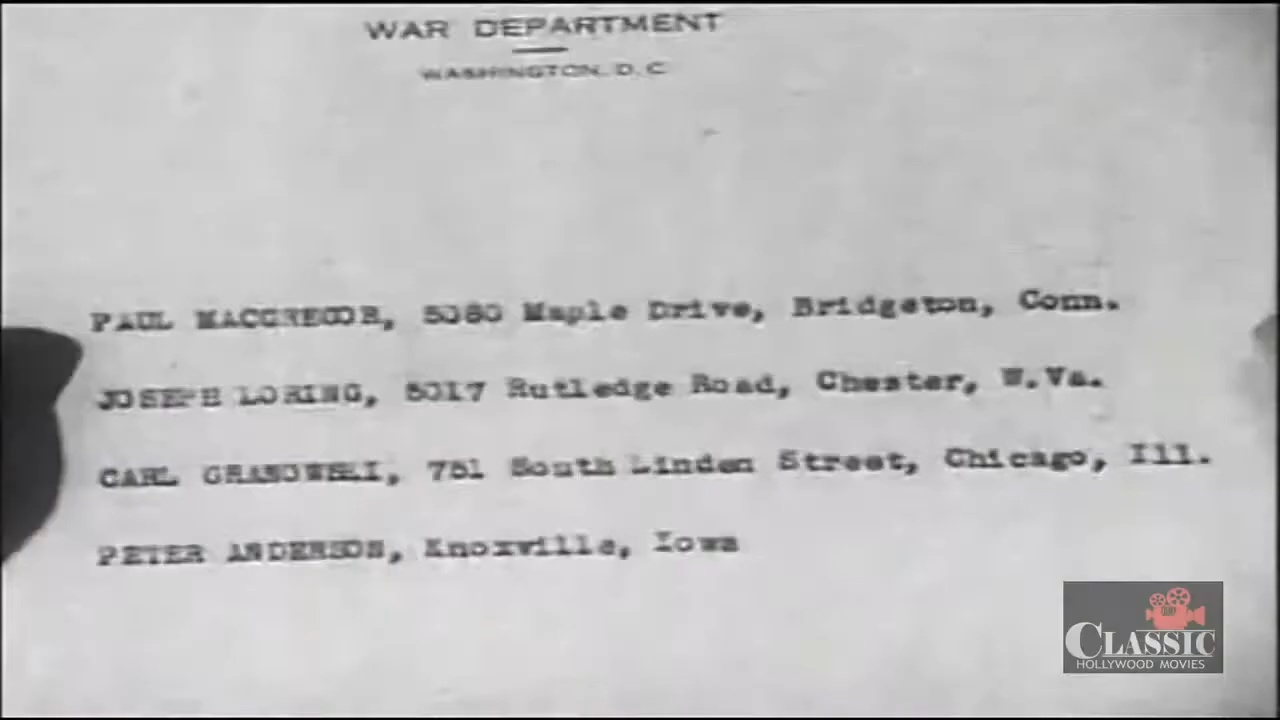 WAR DEPARTMENT
WASHINGTON, D. C.
PAUL MACGREGOR, 5080 Maple Drive, Bridgeton, Conn.
JOSEPH LORING, 5017 Rutledge Road, Chester, W.Va.
CARL 751 South Linden Street, Chicago, Ill.
PETER ANDERSON, Knoxville, Iowa
CLASSIC
HOLLYWOOD MOVIES